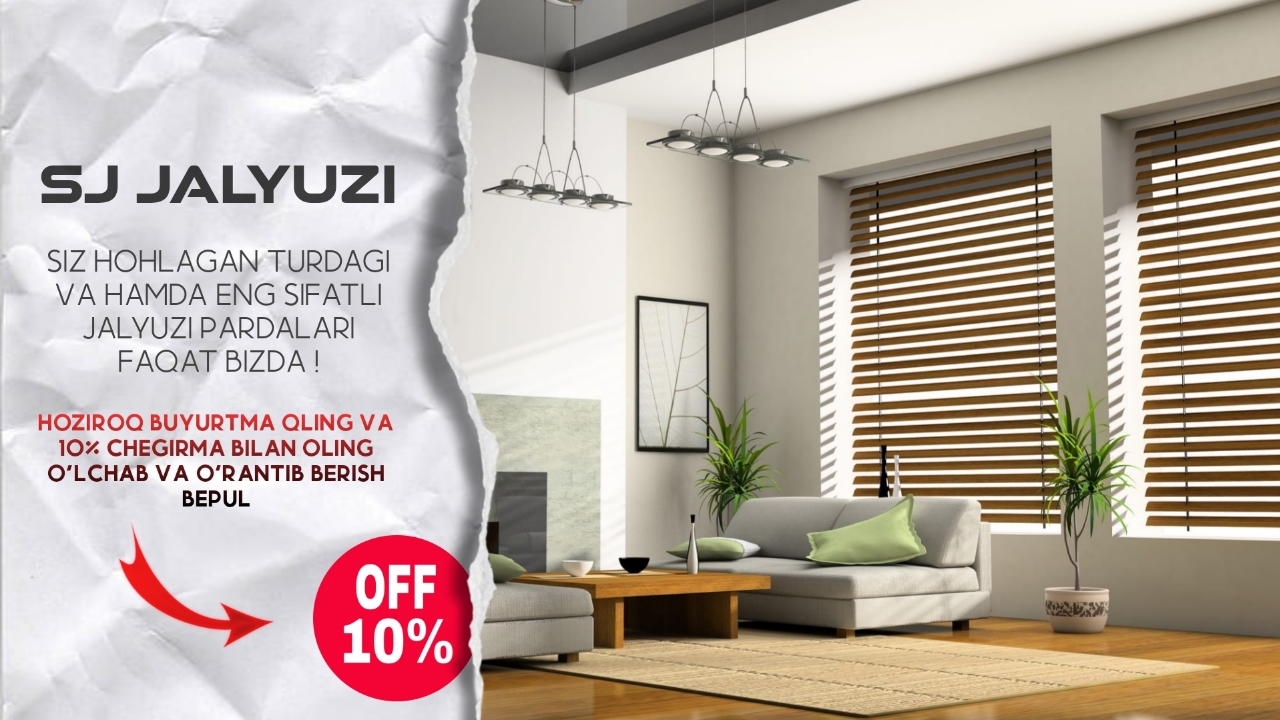 SJ JALYUZI
SIZ HOHLAGAN TURDAGI
VA HAMDA ENG SIFATLI
JALYUZI PARDALARI
FAQAT BIZDA !
HOZIROQ BUYURTMA QLING VA
10% CHEGIRMA BILAN OLING
O'LCHAB VA O'RANTIB BERISH
BEPUL
OFF
10%